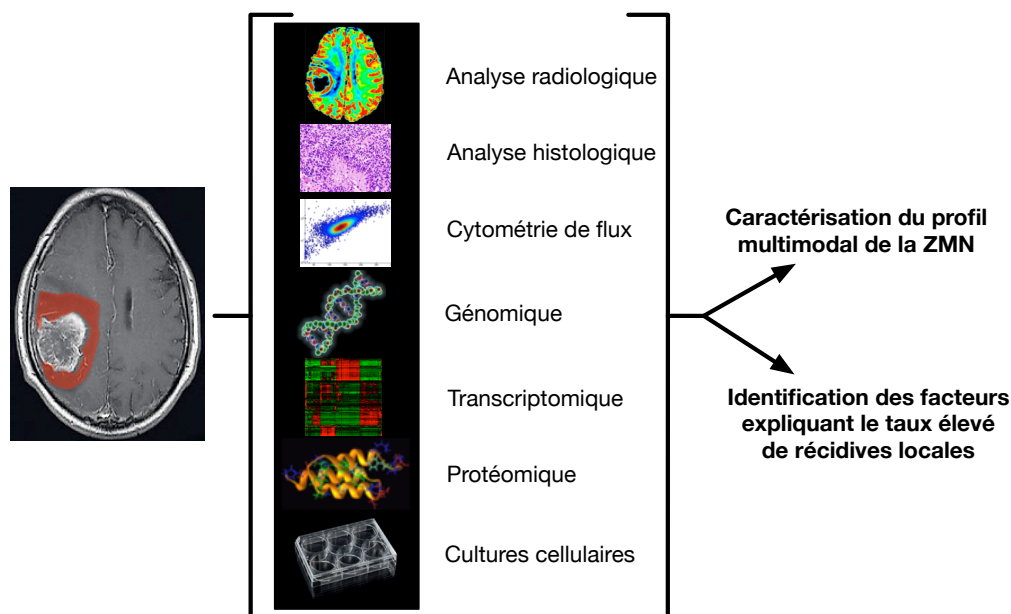 Analyse radiologique
Analyse histologique
Cytométrie de flux
Génomique
Transcriptomique
Protéomique
Cultures cellulaires
Caractérisation du profil
multimodal de la ZMN
Identification des facteurs
expliquant le taux élevé
de récidives locales